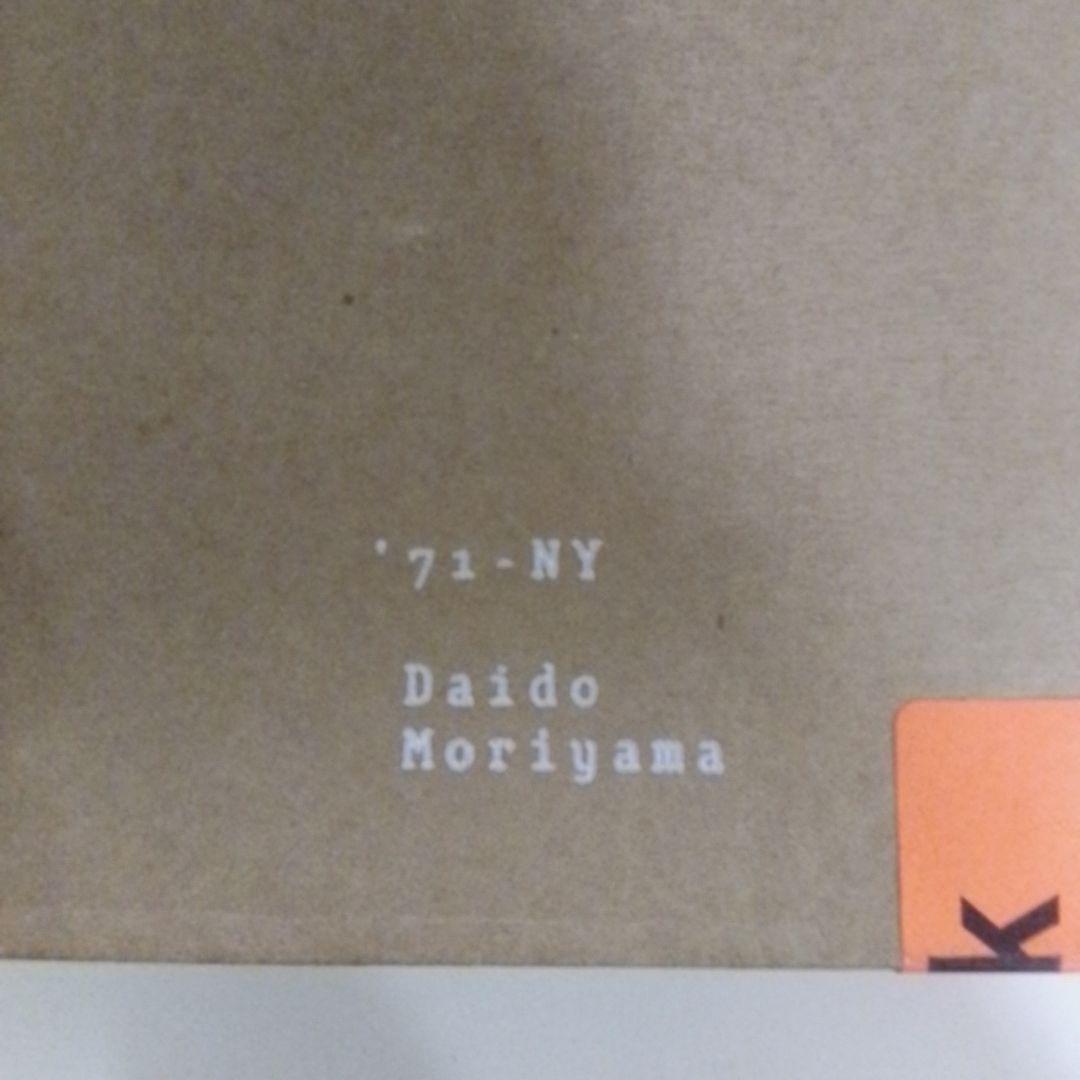 '71-NY
Daido
Moriyama
k